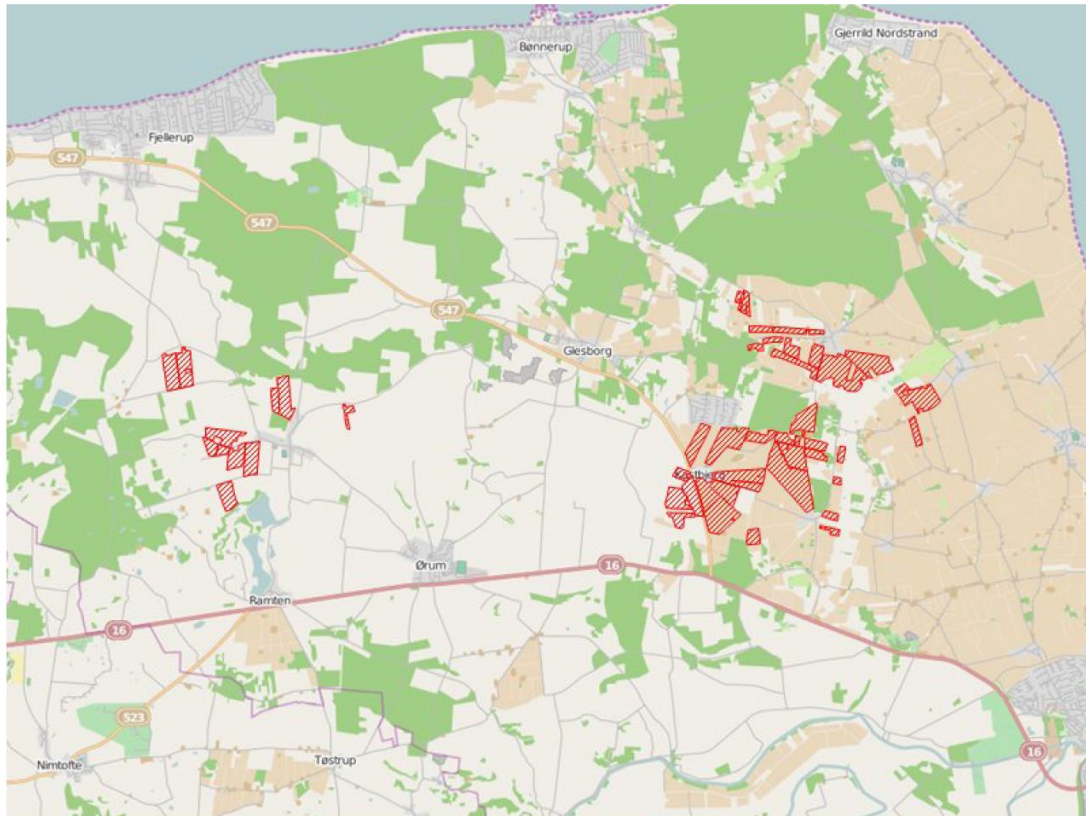 Gjerrild Nordstrand
Bønnerup
Fjellerup
547
547
547
Glesborg
Ørum
16
Ramten
16
523
Nimtofte
Tøstrup
16